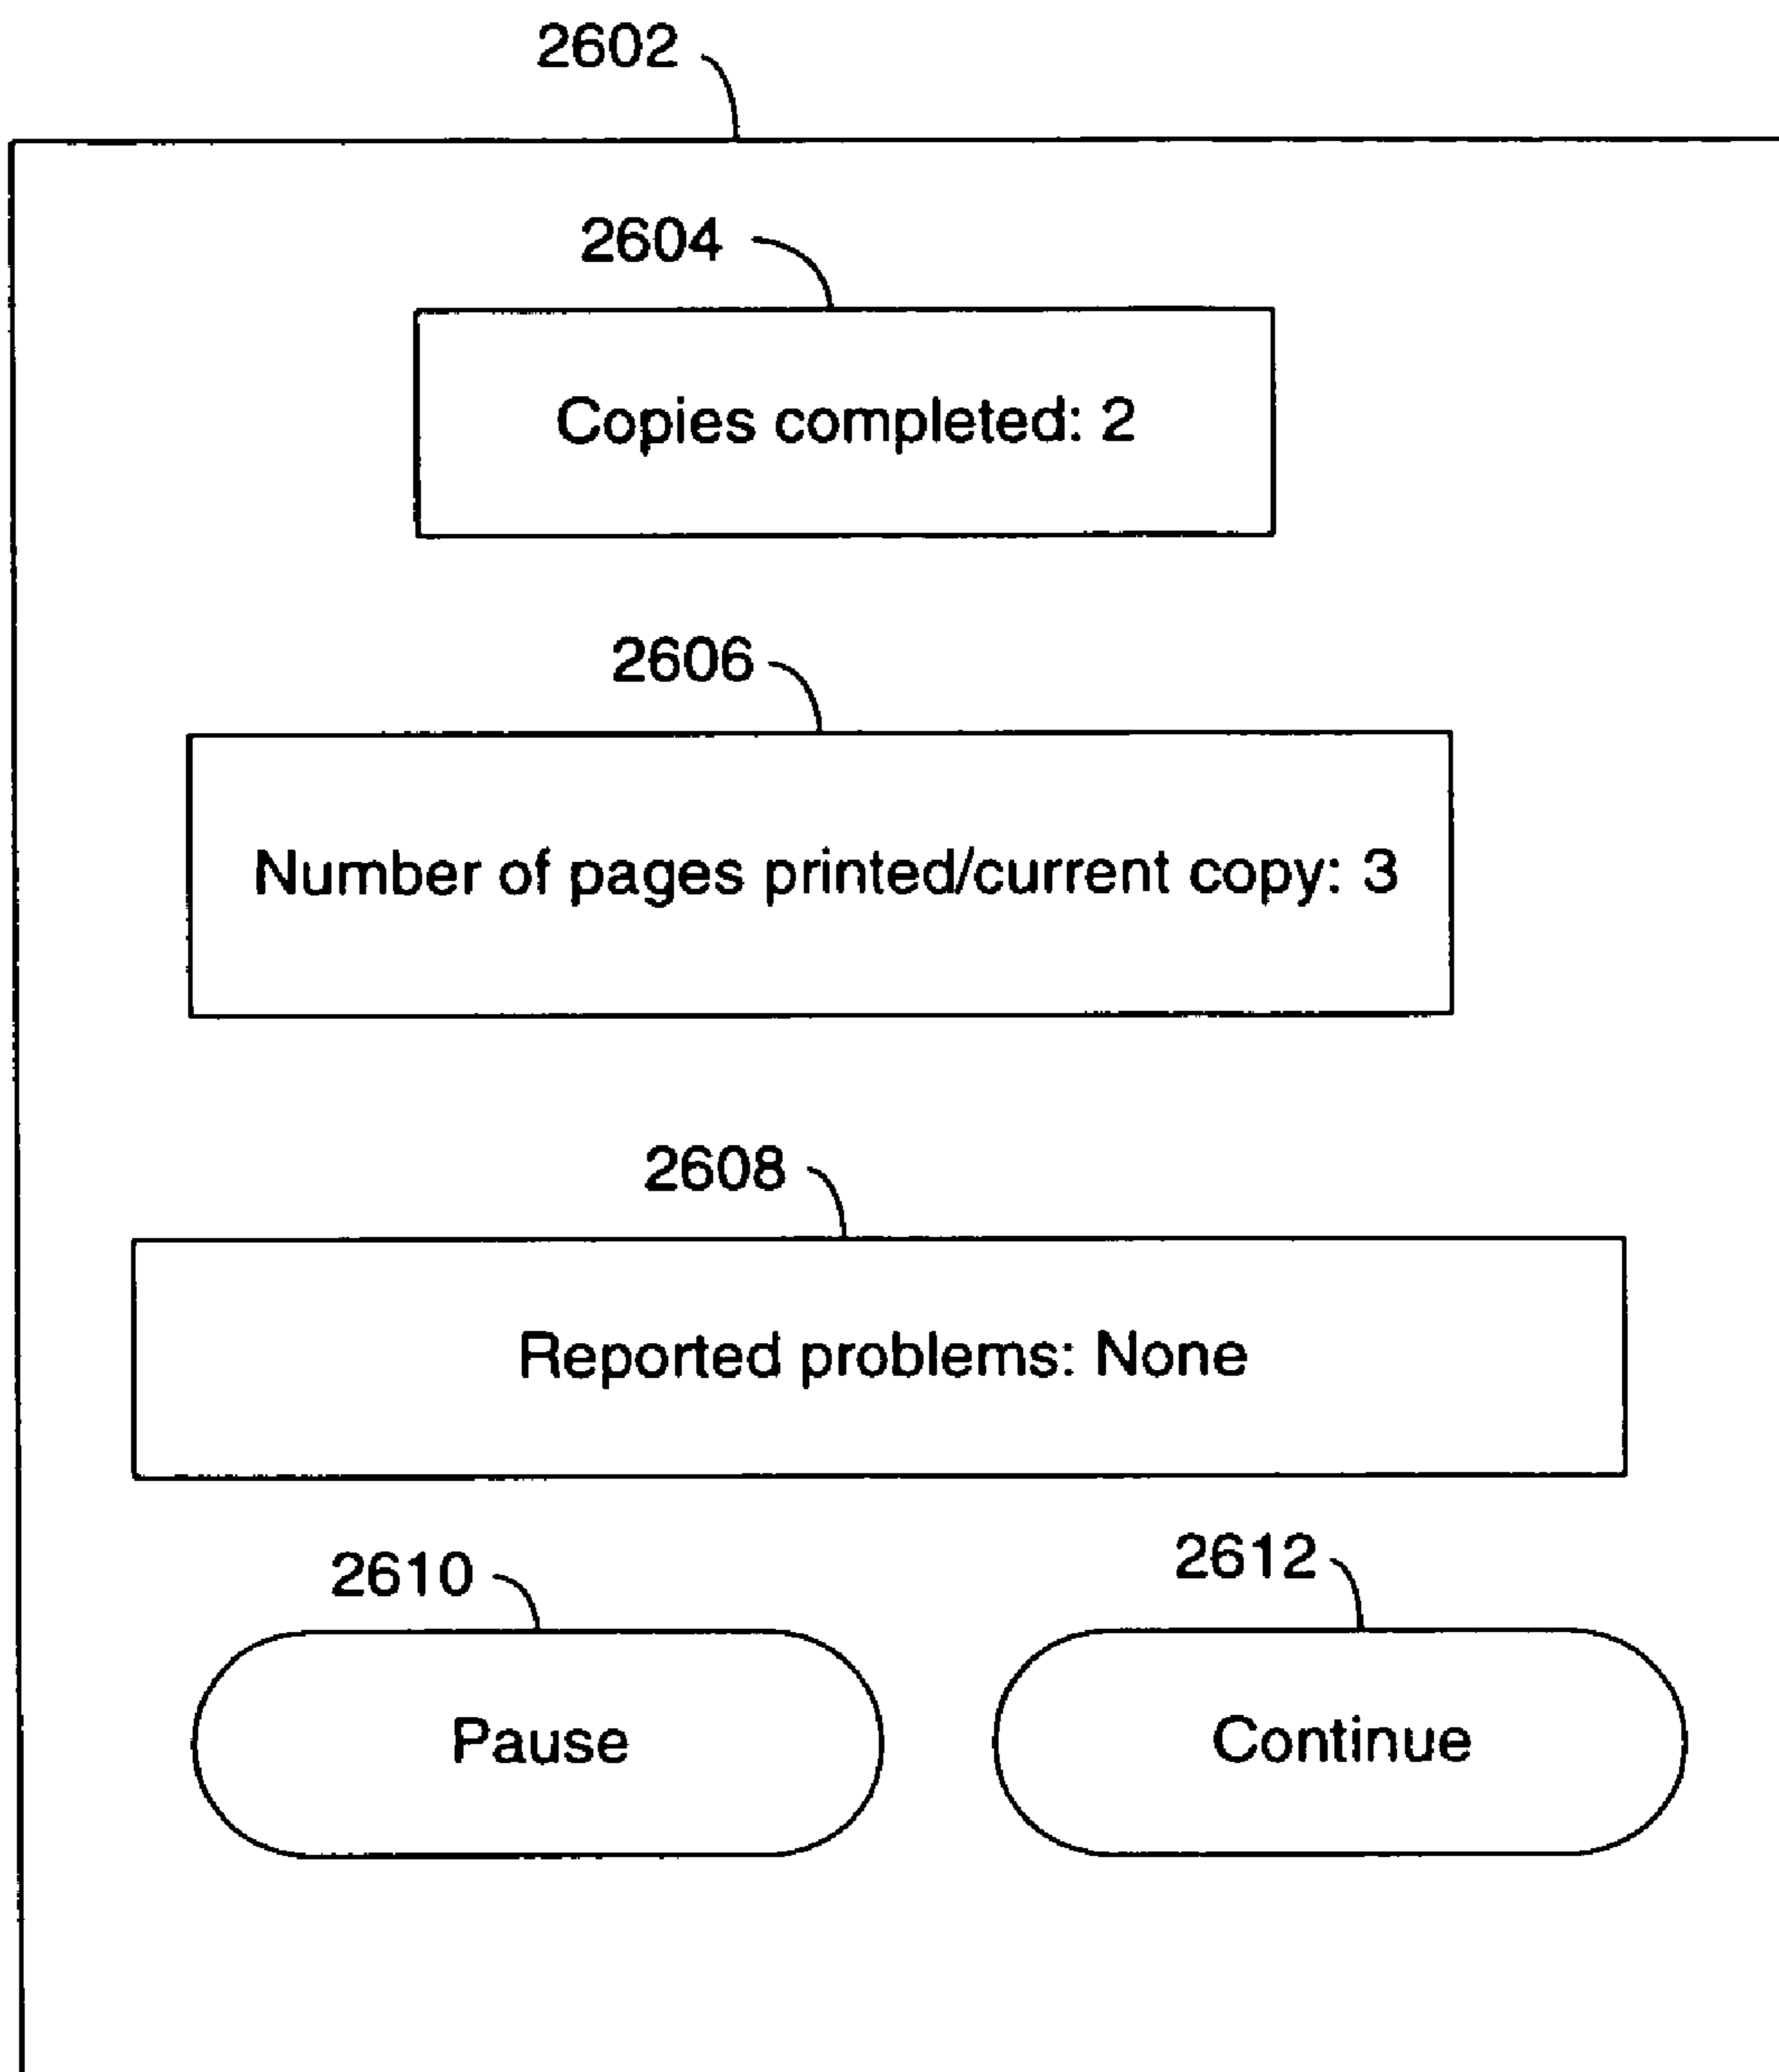 2602
2604
Copies completed: 2
2606
Number of pages printed/current copy: 3
2608
Reported problems: None
2610
2612
Pause
Continue